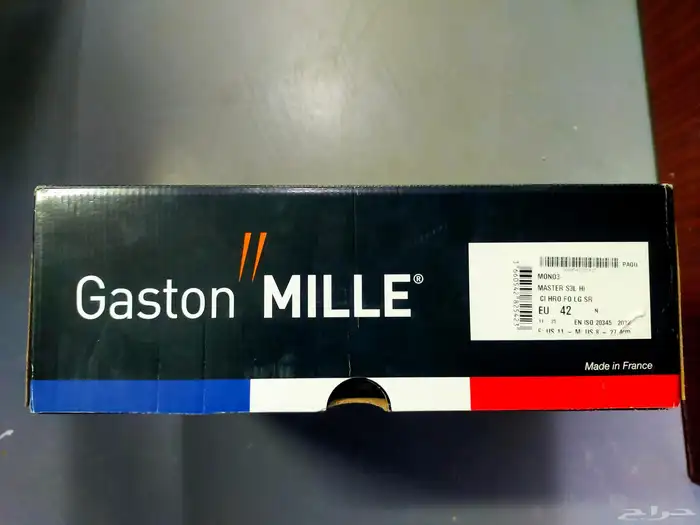 Gaston MILLE®
PAGU
MON03
MASTER S3L HI
CI HRO FO LG SR
EU 42 N
EN ISO 20345
Made in France
حراج